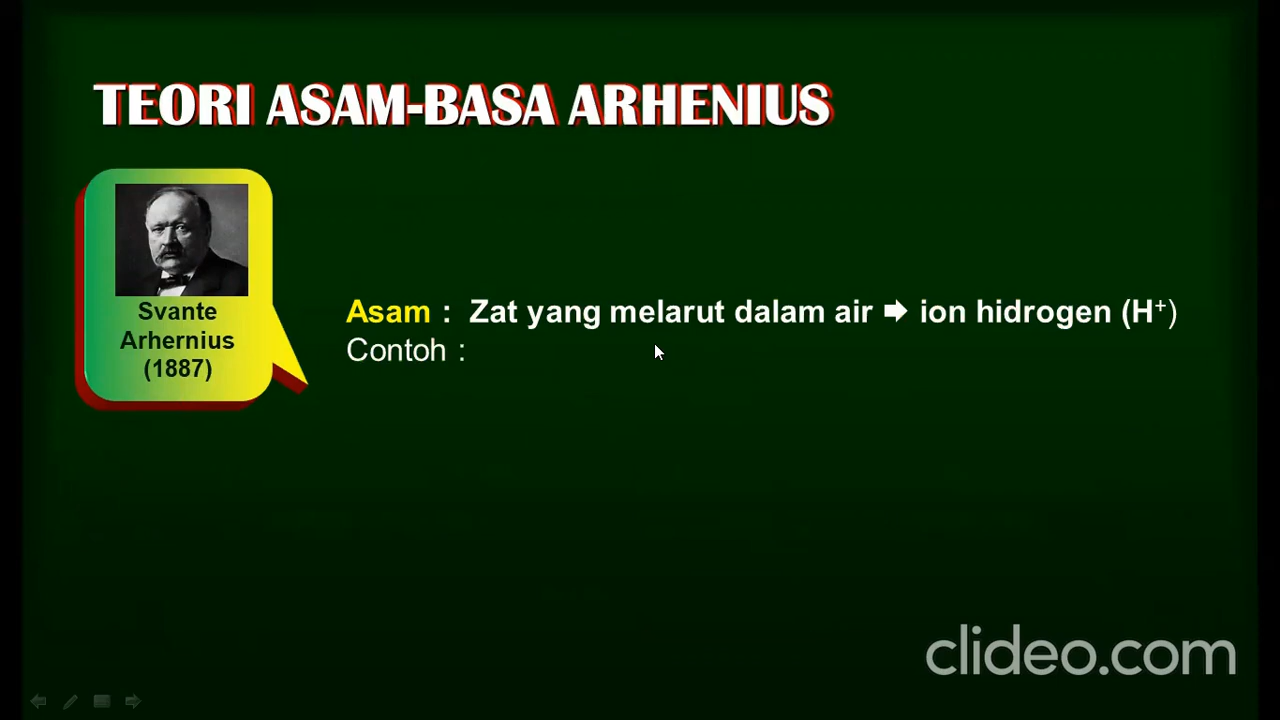 TEORI ASAM-BASA ARHENIUS
Svante
Arhernius
(1887)
Asam : Zat yang melarut dalam air 🡆 ion hidrogen (H⁺)
Contoh :
clideo.com